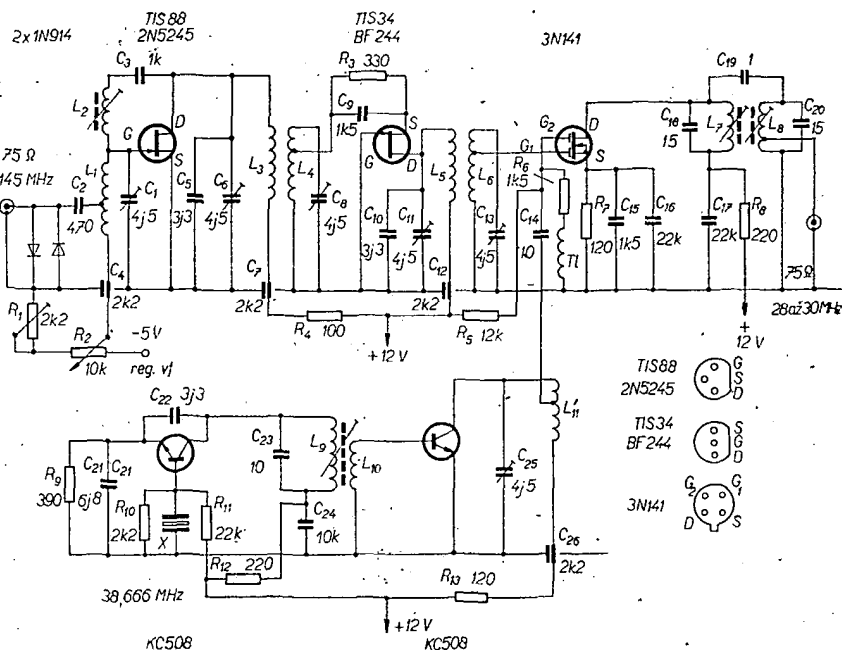 2x1N914
TIS88
2N5245
TIS34
BF244
3N141
C3 1k
L2
R3 330
C9
1k5
C19 1
G
D
S
G
S
D
G2
G1
D
S
C18
15
L7
L8
C20
15
75 Ω
145 MHz
L1
C2
470
C1
4j5
C5
3j3
C6
4j5
L3
L4
C8
4j5
C10
3j3
C11
4j5
L5
L6
C13
4j5
R6
1k5
C14
10
Tl
R7
120
C15
1k5
C16
22k
C17
22k
R8
220
75Ω
28až30MHz
C4
2k2
C7
2k2
C12
2k2
R1
2k2
R2
10k
-5V
reg. vf
R4 100
+12V
R5 12k
+
12V
C22 3j3
C23
10
L9
L10
C24
10k
C25
4j5
L11
C26
2k2
R9
390
C21
C21
6j8
R10
2k2
X
R11
22k
R12 220
R13 120
38,666 MHz
+12V
KC508
KC508
TIS88
2N5245
G
S
D
TIS34
BF244
S
G
D
3N141
G2
G1
D
S